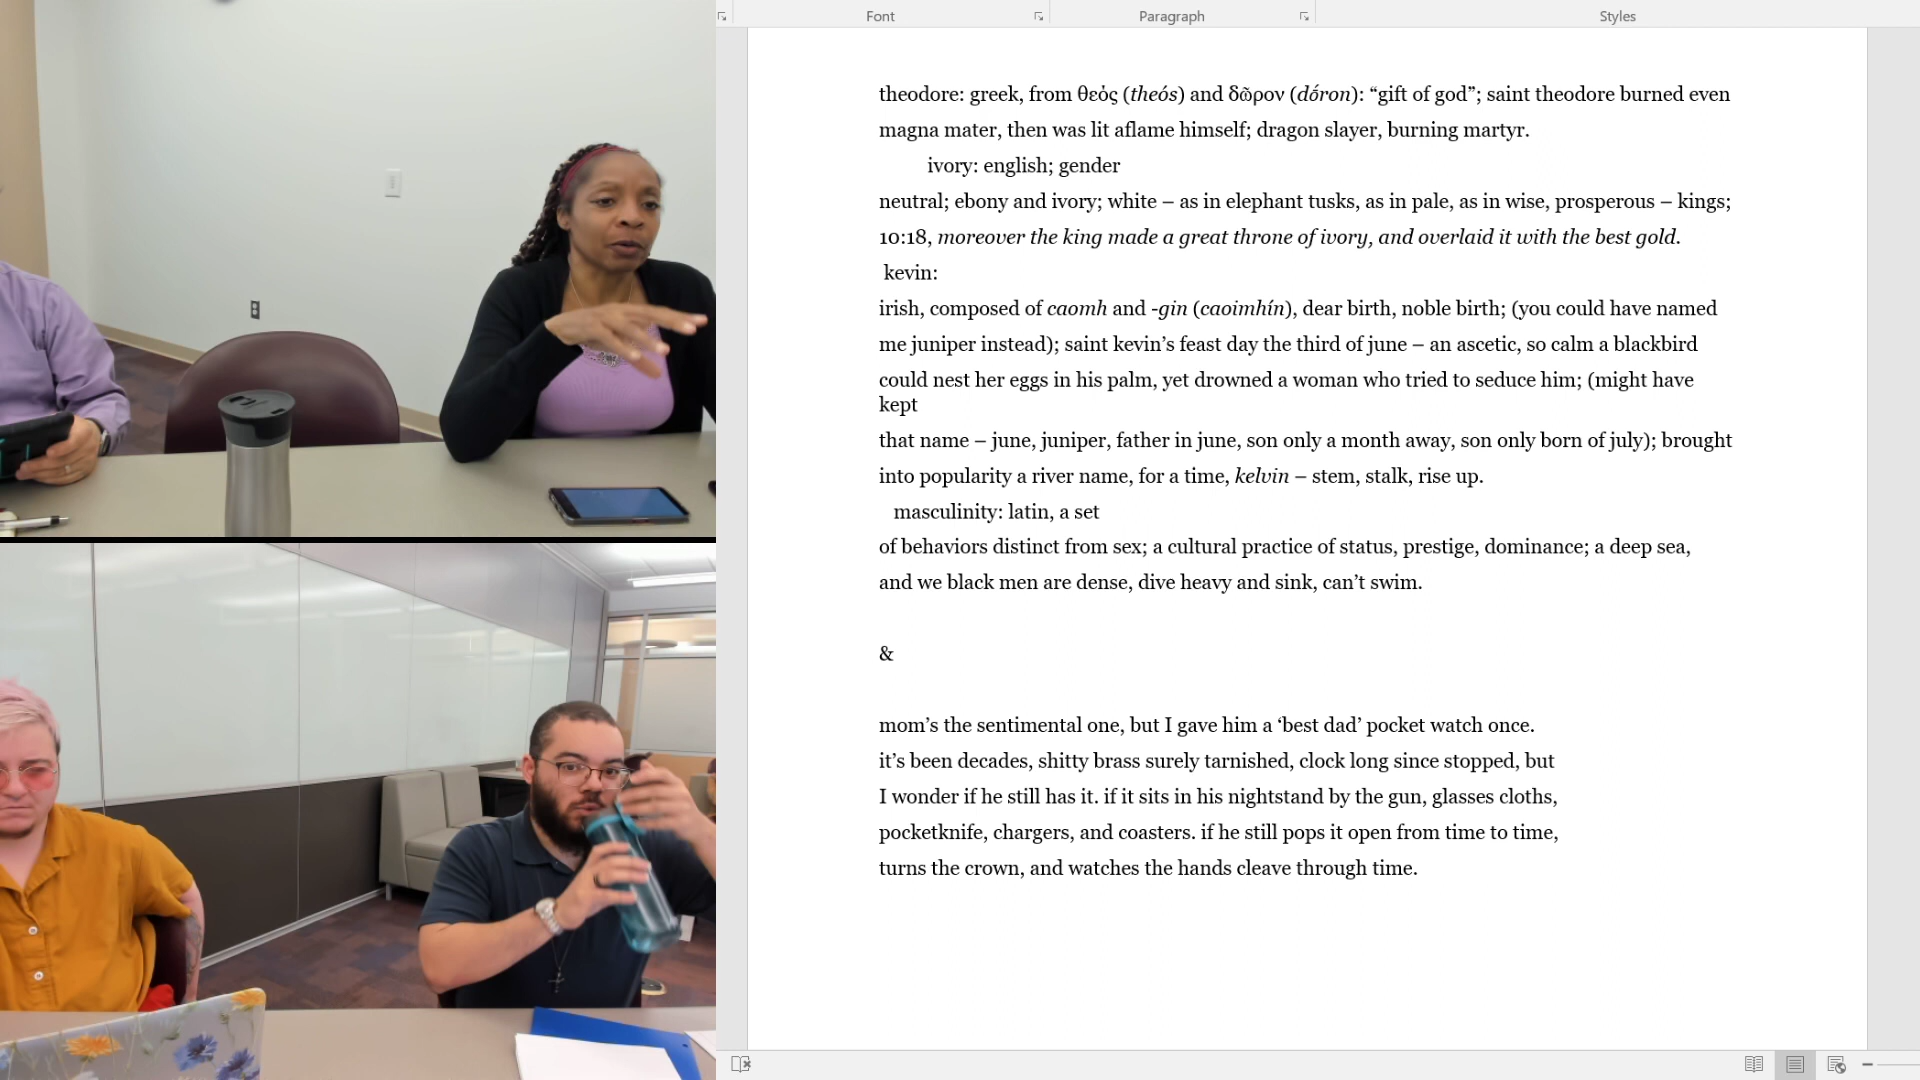 Font Paragraph Styles
theodore: greek, from θεός (theós) and δῶρον (dṓron): “gift of god”; saint theodore burned even
magna mater, then was lit aflame himself; dragon slayer, burning martyr.
ivory: english; gender
neutral; ebony and ivory; white – as in elephant tusks, as in pale, as in wise, prosperous – kings;
10:18, moreover the king made a great throne of ivory, and overlaid it with the best gold.
kevin:
irish, composed of caomh and -gin (caoimhín), dear birth, noble birth; (you could have named
me juniper instead); saint kevin’s feast day the third of june – an ascetic, so calm a blackbird
could nest her eggs in his palm, yet drowned a woman who tried to seduce him; (might have
kept
that name – june, juniper, father in june, son only a month away, son only born of july); brought
into popularity a river name, for a time, kelvin – stem, stalk, rise up.
masculinity: latin, a set
of behaviors distinct from sex; a cultural practice of status, prestige, dominance; a deep sea,
and we black men are dense, dive heavy and sink, can’t swim.
&
mom’s the sentimental one, but I gave him a ‘best dad’ pocket watch once.
it’s been decades, shitty brass surely tarnished, clock long since stopped, but
I wonder if he still has it. if it sits in his nightstand by the gun, glasses cloths,
pocketknife, chargers, and coasters. if he still pops it open from time to time,
turns the crown, and watches the hands cleave through time.